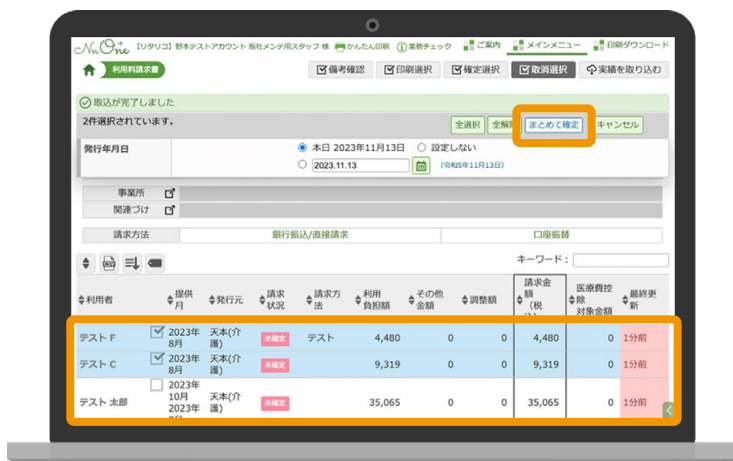 NnOne 【リタリコ】野本テストアカウント 販社メンテ用スタッフ 様 かんたん印刷 業務チェック ご案内 メインメニュー 印刷ダウンロード
利用料請求書 備考確認 印刷選択 確定選択 取消選択 実績を取り込む
取込が完了しました
2件選択されています。 全選択 まとめて確定 キャンセル
発行年月日 本日 2023年11月13日 設定しない
2023.11.13 (令和5年11月13日)
事業所
関連づけ
請求方法 銀行振込/直接請求 口座振替
キーワード：
利用者 提供月 発行元 請求状況 請求方法 利用負担額 その他金額 調整額 請求金額(税 医療費控除対象金額 最終更新
テスト F 2023年8月 天本(介護) 未確定 テスト 4,480 0 0 4,480 0 1分前
テスト C 2023年8月 天本(介護) 未確定 9,319 0 0 9,319 0 1分前
テスト 太郎 2023年10月 2023年 天本(介護) 未確定 35,065 0 0 35,065 0 1分前